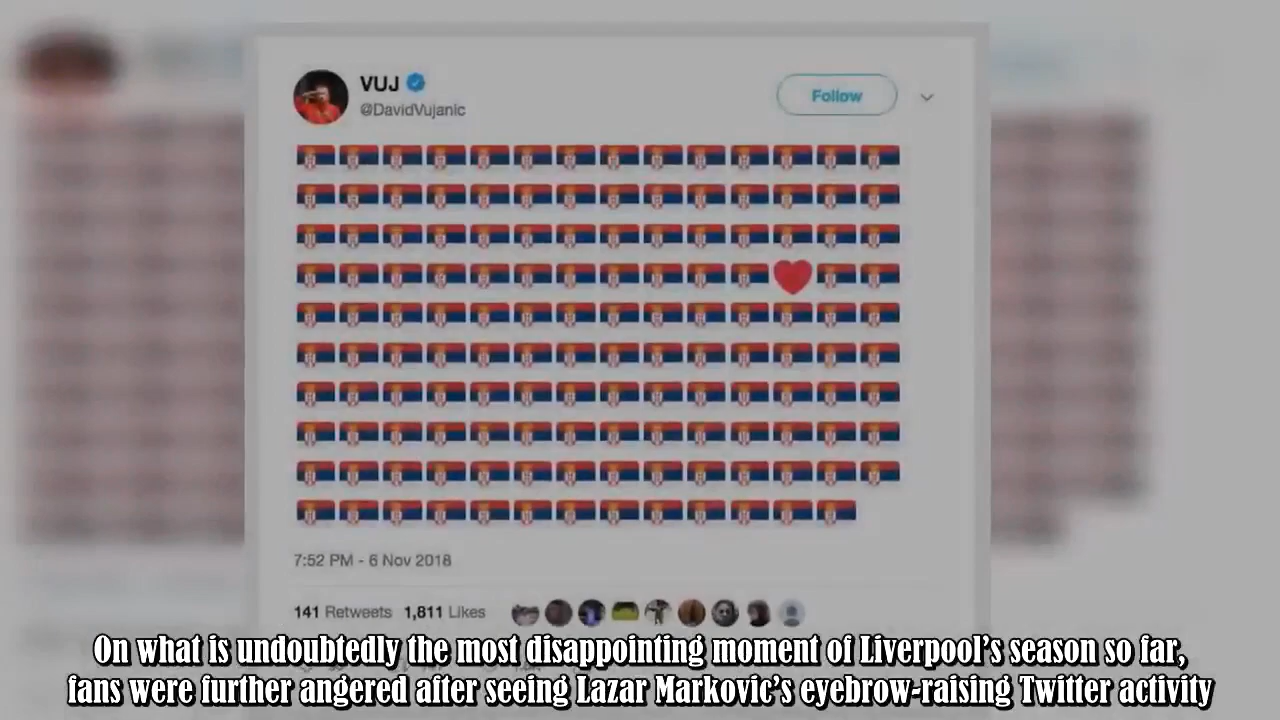 VUJ
@DavidVujanic
Follow
7:52 PM - 6 Nov 2018
141 Retweets 1,811 Likes
On what is undoubtedly the most disappointing moment of Liverpool's season so far,
fans were further angered after seeing Lazar Markovic's eyebrow-raising Twitter activity